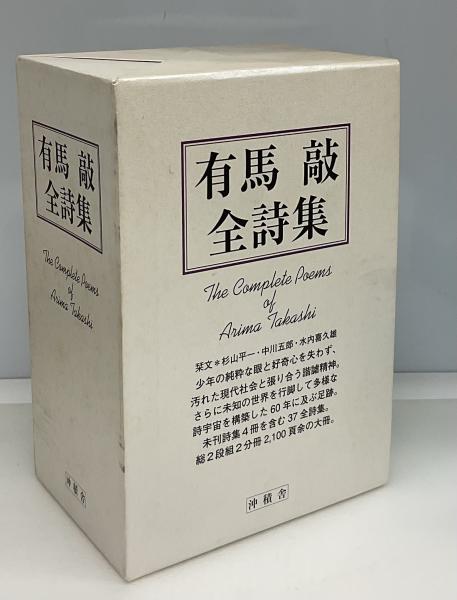 有馬 敲
全詩集
The Complete Poems
of
Arima Takashi
有馬 敲
全詩集
The Complete Poems
of
Arima Takashi
栞文＊杉山平一・中川五郎・水内喜久雄
少年の純粋な眼と好奇心を失わず、
汚れた現代社会と張り合う諧謔精神。
さらに未知の世界を行脚して多様な
詩宇宙を構築した60年に及ぶ足跡。
未刊詩集4冊を含む37全詩集。
総2段組2分冊2,100頁余の大冊。
沖積舎